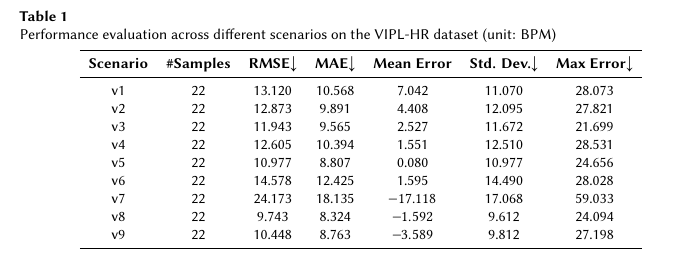 Table 1
Performance evaluation across different scenarios on the VIPL-HR dataset (unit: BPM)
Scenario #Samples RMSE↓ MAE↓ Mean Error Std. Dev.↓ Max Error↓
v1 22 13.120 10.568 7.042 11.070 28.073
v2 22 12.873 9.891 4.408 12.095 27.821
v3 22 11.943 9.565 2.527 11.672 21.699
v4 22 12.605 10.394 1.551 12.510 28.531
v5 22 10.977 8.807 0.080 10.977 24.656
v6 22 14.578 12.425 1.595 14.490 28.028
v7 22 24.173 18.135 −17.118 17.068 59.033
v8 22 9.743 8.324 −1.592 9.612 24.094
v9 22 10.448 8.763 −3.589 9.812 27.198